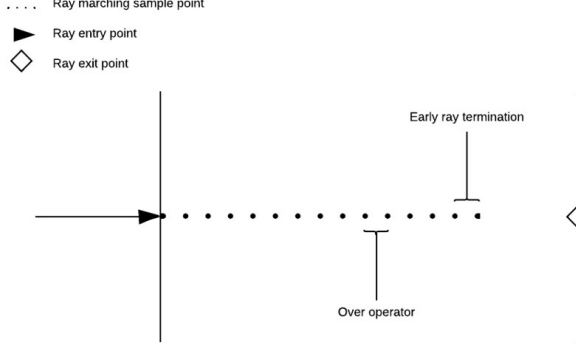 Ray marching sample point
Ray entry point
Ray exit point
Early ray termination
Over operator